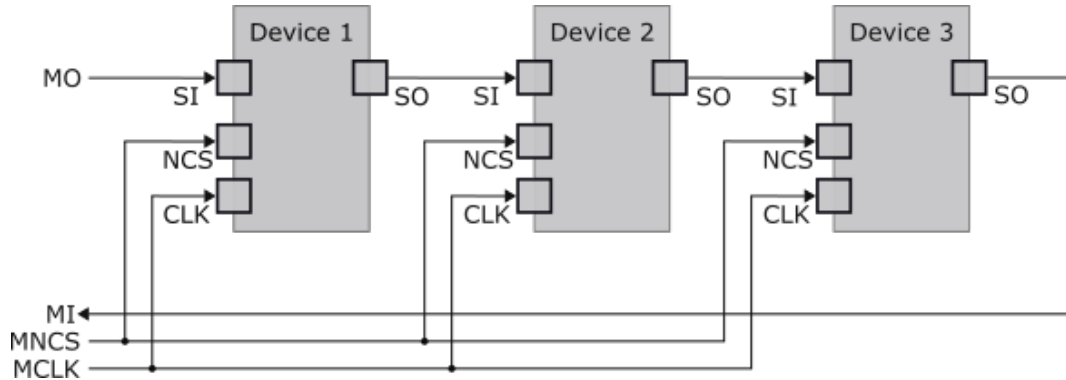 Device 1 Device 2 Device 3
MO SI SO SI SO SI SO
NCS NCS NCS
CLK CLK CLK
MI
MNCS
MCLK